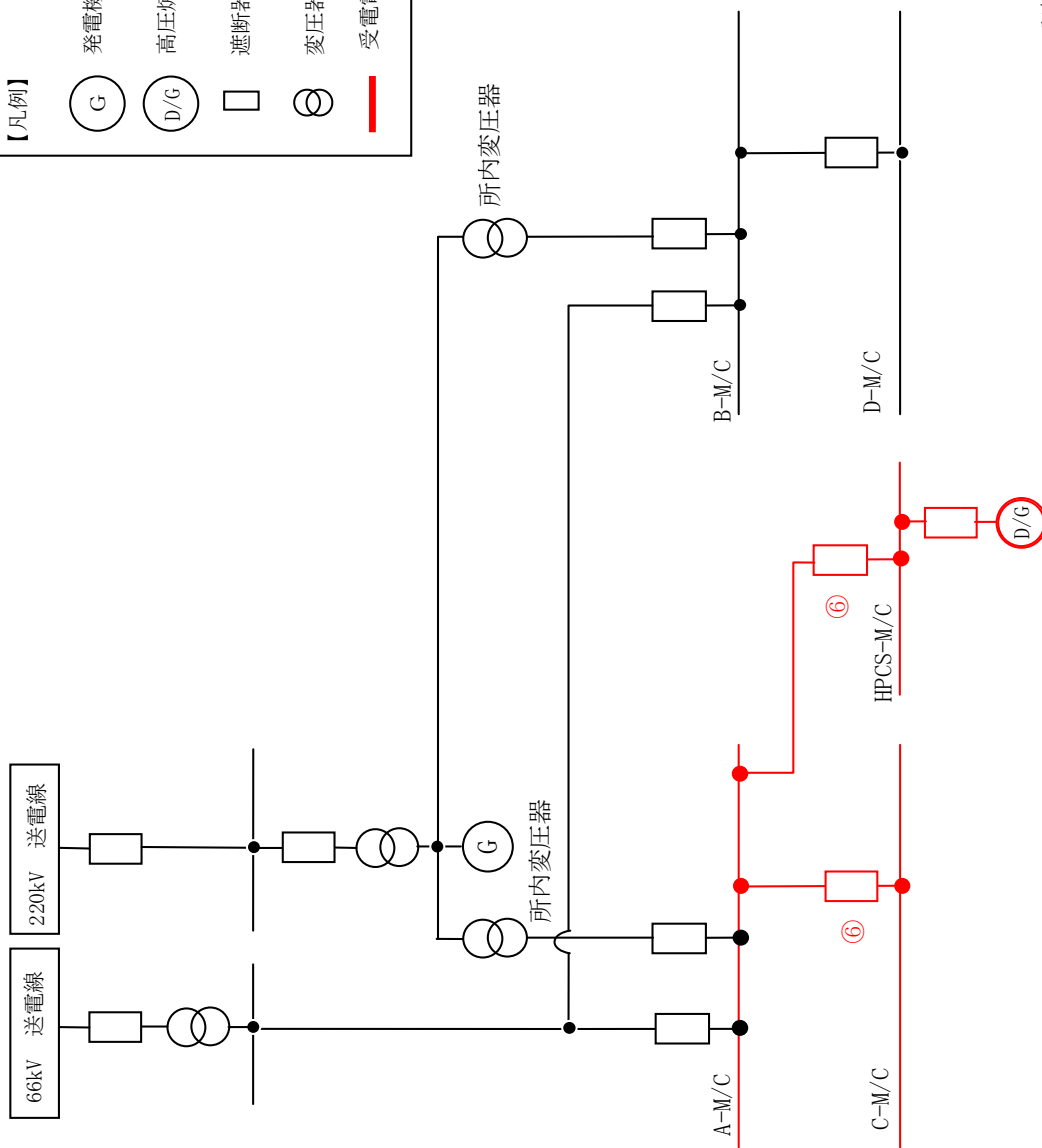 66kV 送電線
220kV 送電線
【凡例】
G 発電機
D/G 高圧炉
遮断器
変圧器
受電
所内変圧器
G
所内変圧器
A-M/C
B-M/C
⑥
⑥
C-M/C
HPCS-M/C
D-M/C
D/G